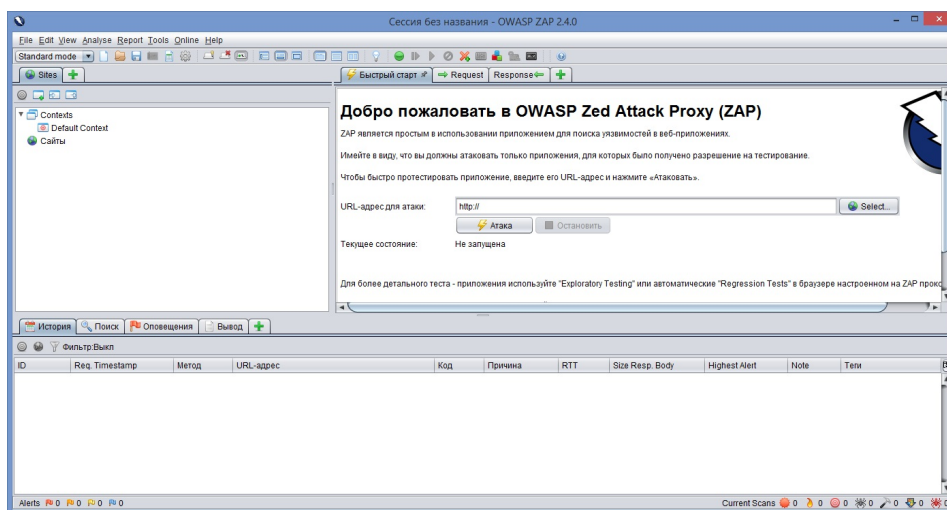 Сессия без названия - OWASP ZAP 2.4.0
File Edit View Analyse Report Tools Online Help
Standard mode
Sites
Быстрый старт Request Response
Contexts
Default Context
Сайты
Добро пожаловать в OWASP Zed Attack Proxy (ZAP)
ZAP является простым в использовании приложением для поиска уязвимостей в веб-приложениях.
Имейте в виду, что вы должны атаковать только приложения, для которых было получено разрешение на тестирование.
Чтобы быстро протестировать приложение, введите его URL-адрес и нажмите «Атаковать».
URL-адрес для атаки: http:// Select...
Атака Остановить
Текущее состояние: Не запущена
Для более детального теста - приложения используйте "Exploratory Testing" или автоматические "Regression Tests" в браузере настроенном на ZAP прокс
История Поиск Оповещения Вывод
Фильтр:Выкл
ID Req. Timestamp Метод URL-адрес Код Причина RTT Size Resp. Body Highest Alert Note Теги
Alerts 0 0 0 0 Current Scans 0 0 0 0 0 0 0